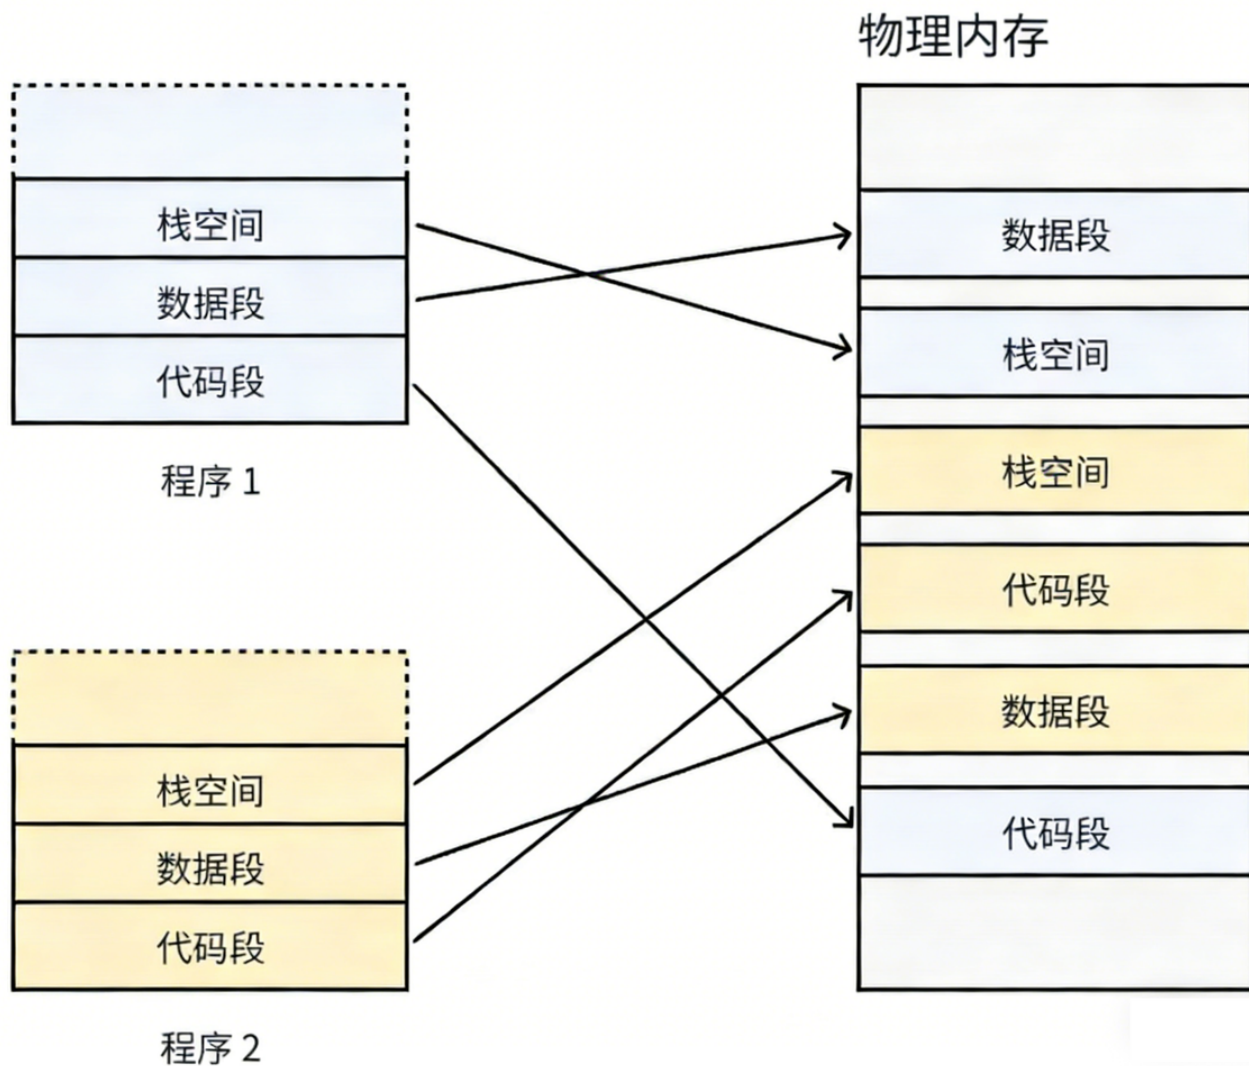 物理内存
栈空间
数据段
代码段
程序 1
栈空间
数据段
代码段
程序 2
数据段
栈空间
栈空间
代码段
数据段
代码段